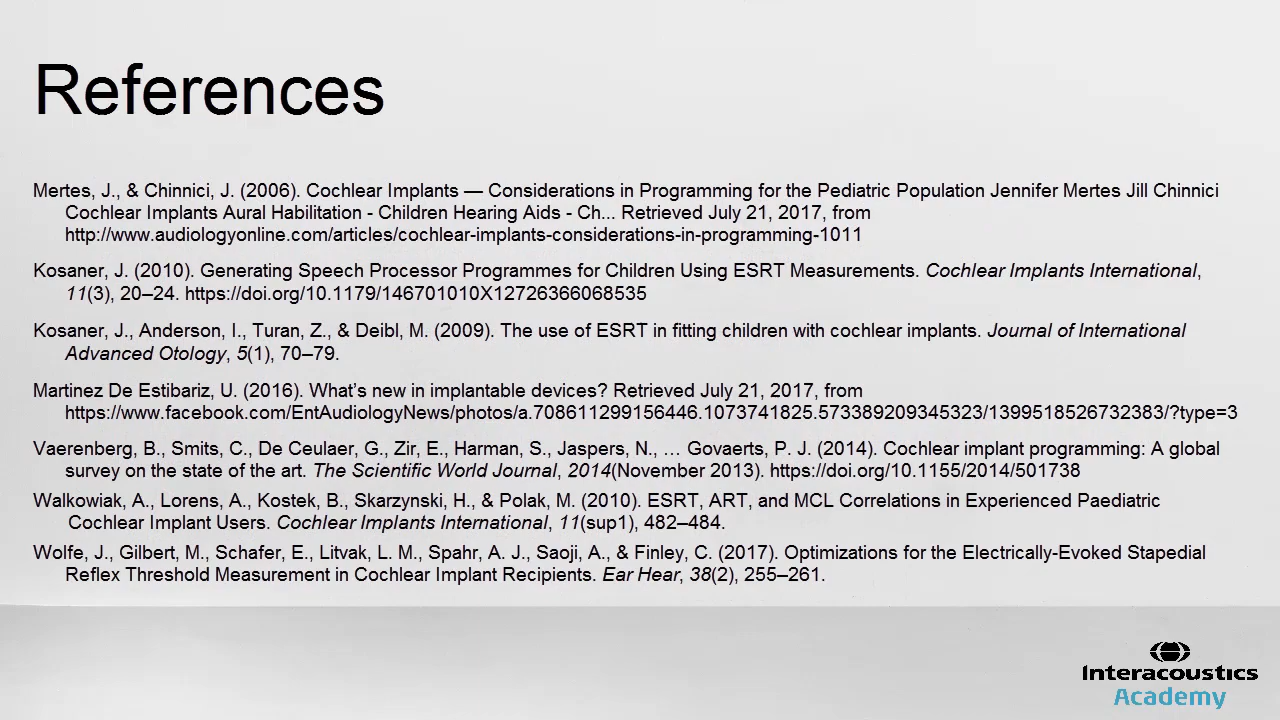 References
Mertes, J., & Chinnici, J. (2006). Cochlear Implants — Considerations in Programming for the Pediatric Population Jennifer Mertes Jill Chinnici
Cochlear Implants Aural Habilitation - Children Hearing Aids - Ch... Retrieved July 21, 2017, from
http://www.audiologyonline.com/articles/cochlear-implants-considerations-in-programming-1011
Kosaner, J. (2010). Generating Speech Processor Programmes for Children Using ESRT Measurements. Cochlear Implants International,
11(3), 20–24. https://doi.org/10.1179/146701010X12726366068535
Kosaner, J., Anderson, I., Turan, Z., & Deibl, M. (2009). The use of ESRT in fitting children with cochlear implants. Journal of International
Advanced Otology, 5(1), 70–79.
Martinez De Estibariz, U. (2016). What’s new in implantable devices? Retrieved July 21, 2017, from
https://www.facebook.com/EntAudiologyNews/photos/a.708611299156446.1073741825.573389209345323/1399518526732383/?type=3
Vaerenberg, B., Smits, C., De Ceulaer, G., Zir, E., Harman, S., Jaspers, N., … Govaerts, P. J. (2014). Cochlear implant programming: A global
survey on the state of the art. The Scientific World Journal, 2014(November 2013). https://doi.org/10.1155/2014/501738
Walkowiak, A., Lorens, A., Kostek, B., Skarzynski, H., & Polak, M. (2010). ESRT, ART, and MCL Correlations in Experienced Paediatric
Cochlear Implant Users. Cochlear Implants International, 11(sup1), 482–484.
Wolfe, J., Gilbert, M., Schafer, E., Litvak, L. M., Spahr, A. J., Saoji, A., & Finley, C. (2017). Optimizations for the Electrically-Evoked Stapedial
Reflex Threshold Measurement in Cochlear Implant Recipients. Ear Hear, 38(2), 255–261.
Interacoustics
Academy